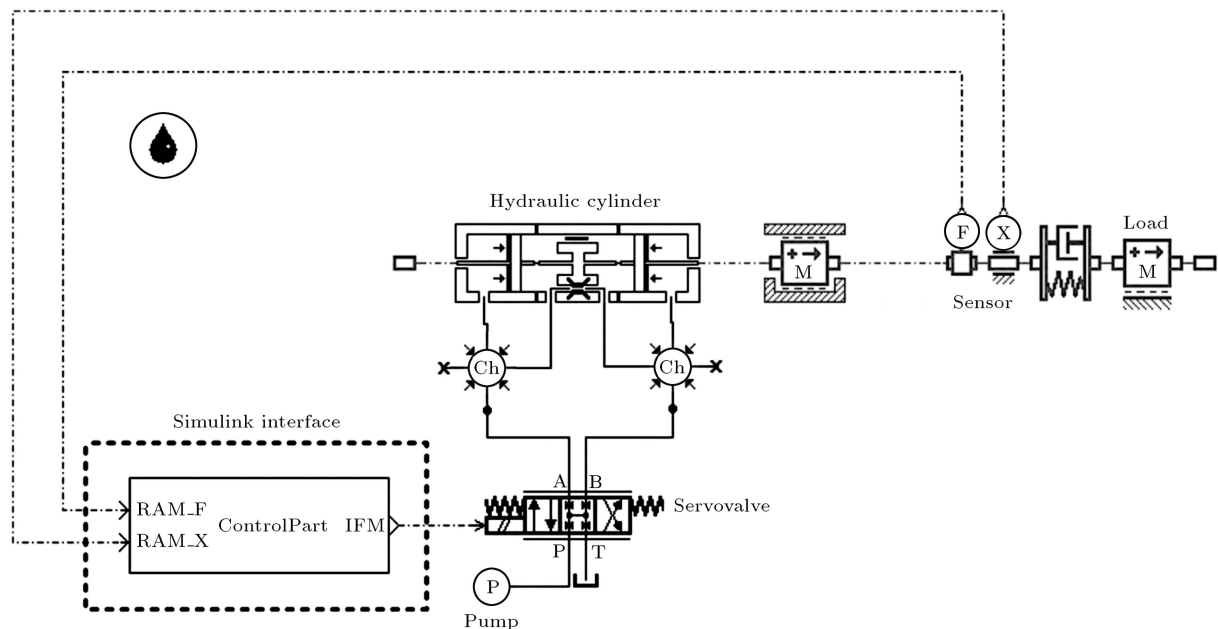 Hydraulic cylinder
Load
F
X
M
M
Sensor
Ch
Ch
Simulink interface
A
B
RAM_F
ControlPart
IFM
RAM_X
Servovalve
P
T
P
Pump